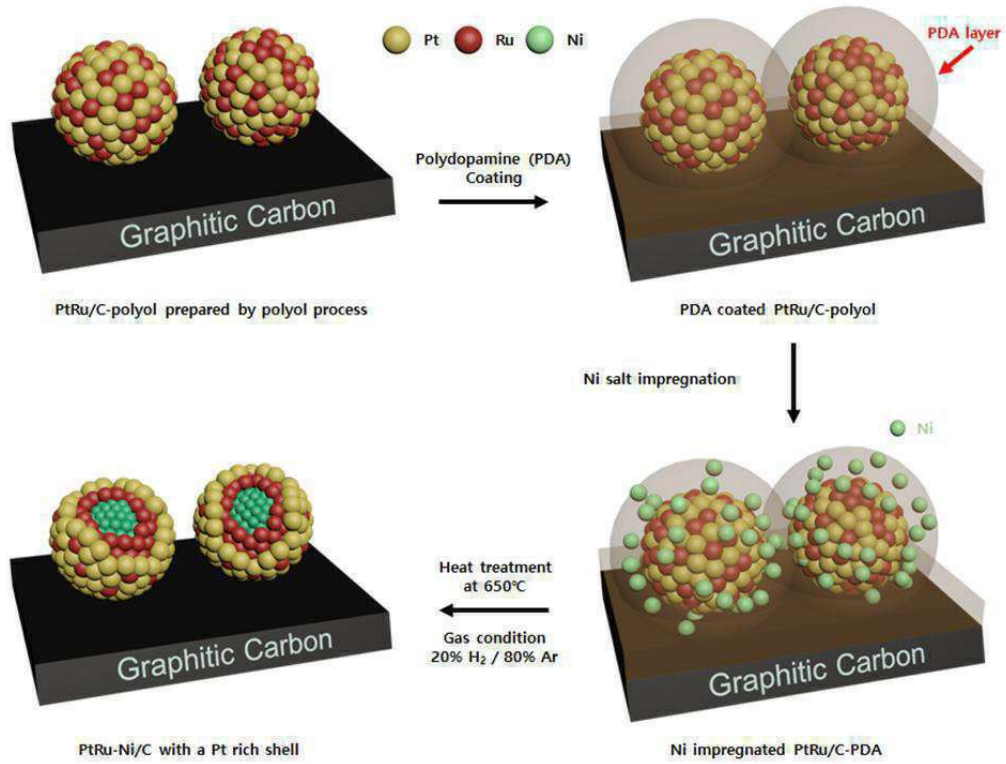 Pt Ru Ni
PDA layer
Polydopamine (PDA)
Coating
Graphitic Carbon
Graphitic Carbon
PtRu/C-polyol prepared by polyol process
PDA coated PtRu/C-polyol
Ni salt impregnation
Ni
Heat treatment
at 650℃
Gas condition
20% H₂ / 80% Ar
Graphitic Carbon
Graphitic Carbon
PtRu-Ni/C with a Pt rich shell
Ni impregnated PtRu/C-PDA